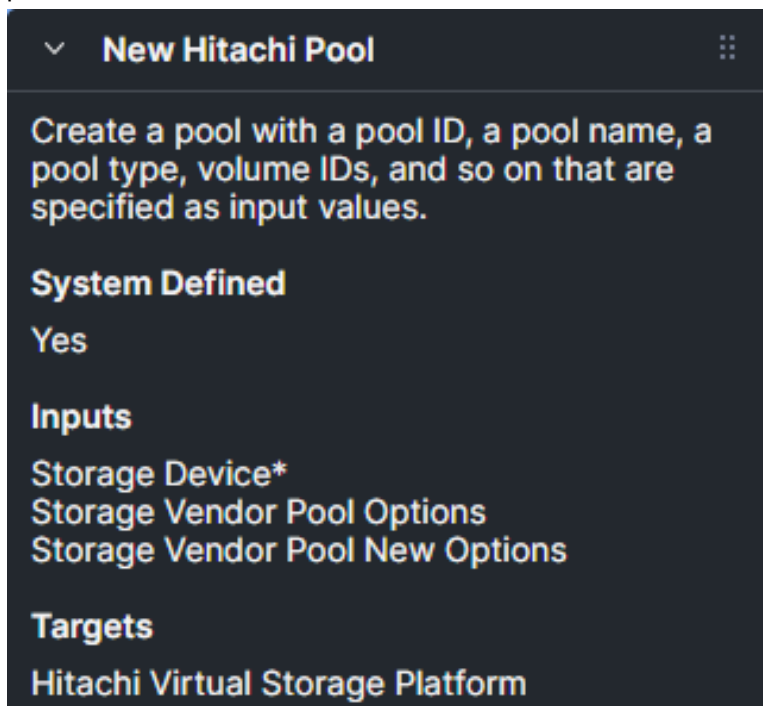 New Hitachi Pool
Create a pool with a pool ID, a pool name, a
pool type, volume IDs, and so on that are
specified as input values.
System Defined
Yes
Inputs
Storage Device*
Storage Vendor Pool Options
Storage Vendor Pool New Options
Targets
Hitachi Virtual Storage Platform